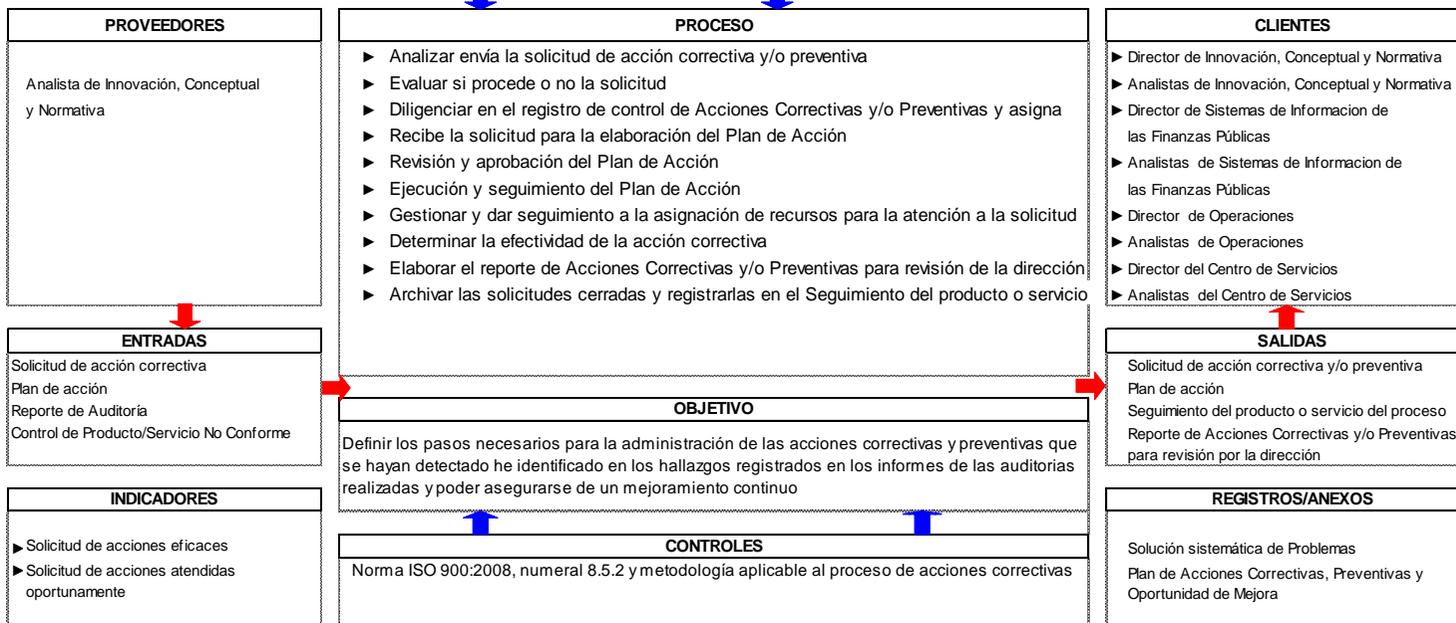 PROVEEDORES
Analista de Innovación, Conceptual
y Normativa
PROCESO
► Analizar envía la solicitud de acción correctiva y/o preventiva
► Evaluar si procede o no la solicitud
► Diligenciar en el registro de control de Acciones Correctivas y/o Preventivas y asigna
► Recibe la solicitud para la elaboración del Plan de Acción
► Revisión y aprobación del Plan de Acción
► Ejecución y seguimiento del Plan de Acción
► Gestionar y dar seguimiento a la asignación de recursos para la atención a la solicitud
► Determinar la efectividad de la acción correctiva
► Elaborar el reporte de Acciones Correctivas y/o Preventivas para revisión de la dirección
► Archivar las solicitudes cerradas y registrarlas en el Seguimiento del producto o servicio
CLIENTES
► Director de Innovación, Conceptual y Normativa
► Analistas de Innovación, Conceptual y Normativa
► Director de Sistemas de Informacion de
las Finanzas Públicas
► Analistas de Sistemas de Informacion de
las Finanzas Públicas
► Director de Operaciones
► Analistas de Operaciones
► Director del Centro de Servicios
► Analistas del Centro de Servicios
ENTRADAS
Solicitud de acción correctiva
Plan de acción
Reporte de Auditoría
Control de Producto/Servicio No Conforme
OBJETIVO
Definir los pasos necesarios para la administración de las acciones correctivas y preventivas que
se hayan detectado he identificado en los hallazgos registrados en los informes de las auditorias
realizadas y poder asegurarse de un mejoramiento continuo
SALIDAS
Solicitud de acción correctiva y/o preventiva
Plan de acción
Seguimiento del producto o servicio del proceso
Reporte de Acciones Correctivas y/o Preventivas
para revisión por la dirección
INDICADORES
► Solicitud de acciones eficaces
► Solicitud de acciones atendidas
oportunamente
CONTROLES
Norma ISO 900:2008, numeral 8.5.2 y metodología aplicable al proceso de acciones correctivas
REGISTROS/ANEXOS
Solución sistemática de Problemas
Plan de Acciones Correctivas, Preventivas y
Oportunidad de Mejora